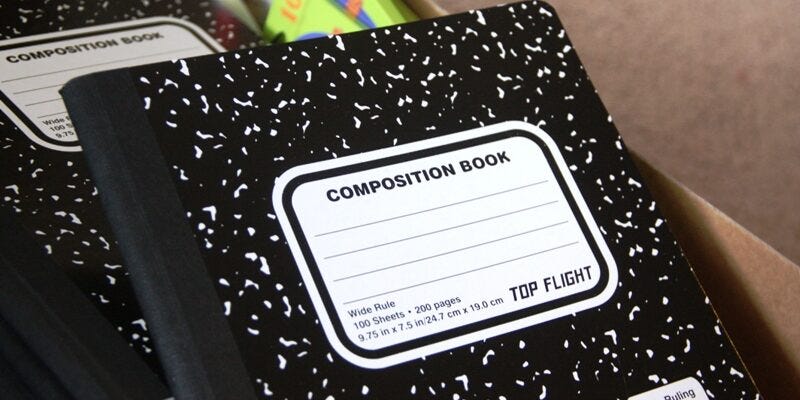 COMPOSITION BOOK
Wide
100 S
9.75
10
COMPOSITION BOOK
Wide Rule
100 Sheets • 200 pages
9.75 in x 7.5 in/24.7 cm x 19.0 cm
TOP FLIGHT
Ruling